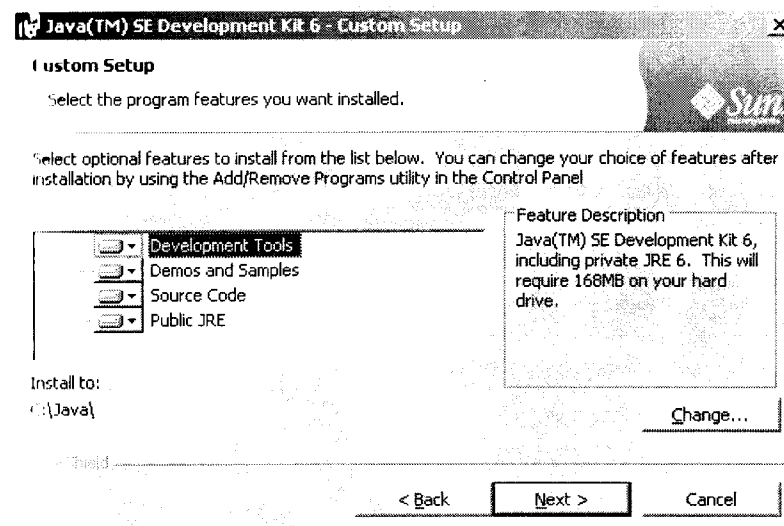 Java(TM) SE Development Kit 6 - Custom Setup
Custom Setup
Select the program features you want installed.
Sun
Select optional features to install from the list below. You can change your choice of features after
installation by using the Add/Remove Programs utility in the Control Panel
Development Tools
Demos and Samples
Source Code
Public JRE
Feature Description
Java(TM) SE Development Kit 6,
including private JRE 6. This will
require 168MB on your hard
drive.
Install to:
C:\Java\
Change...
< Back
Next >
Cancel